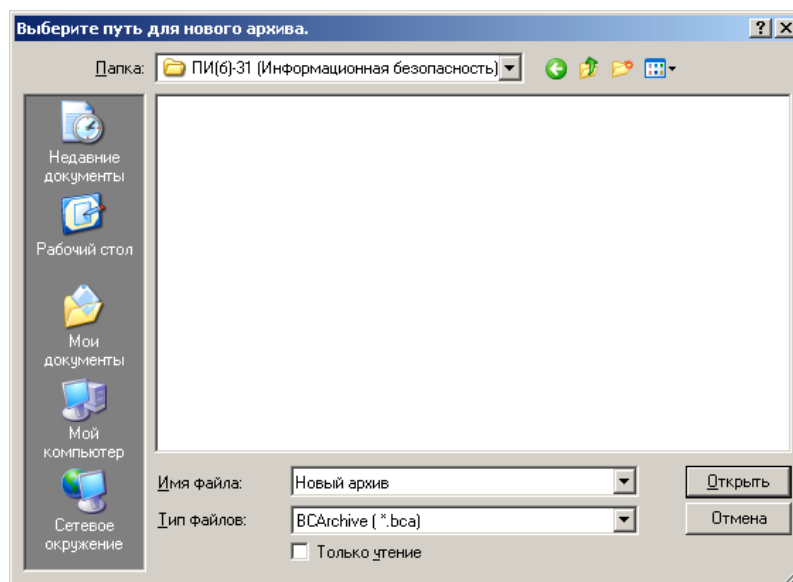 Выберите путь для нового архива.
Папка: ПИ(б)-31 (Информационная безопасность)
Недавние
документы
Рабочий стол
Мои
документы
Мой
компьютер
Сетевое
окружение
Имя файла: Новый архив Открыть
Тип файлов: BCArchive ( *.bca) Отмена
Только чтение